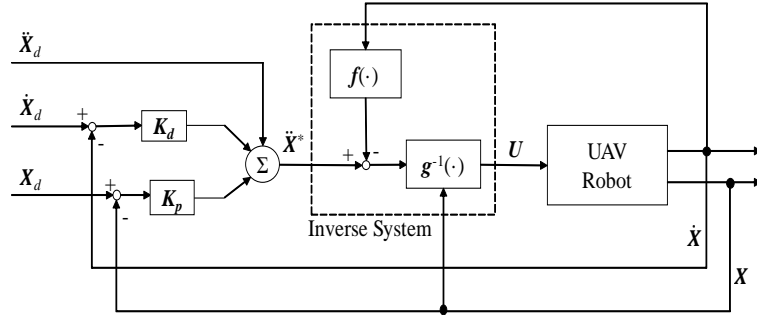 Ẍ_d
Ẋ_d
X_d
+
-
K_d
+
-
K_p
Σ
Ẍ*
f(·)
+
-
g⁻¹(·)
Inverse System
U
UAV
Robot
Ẋ
X